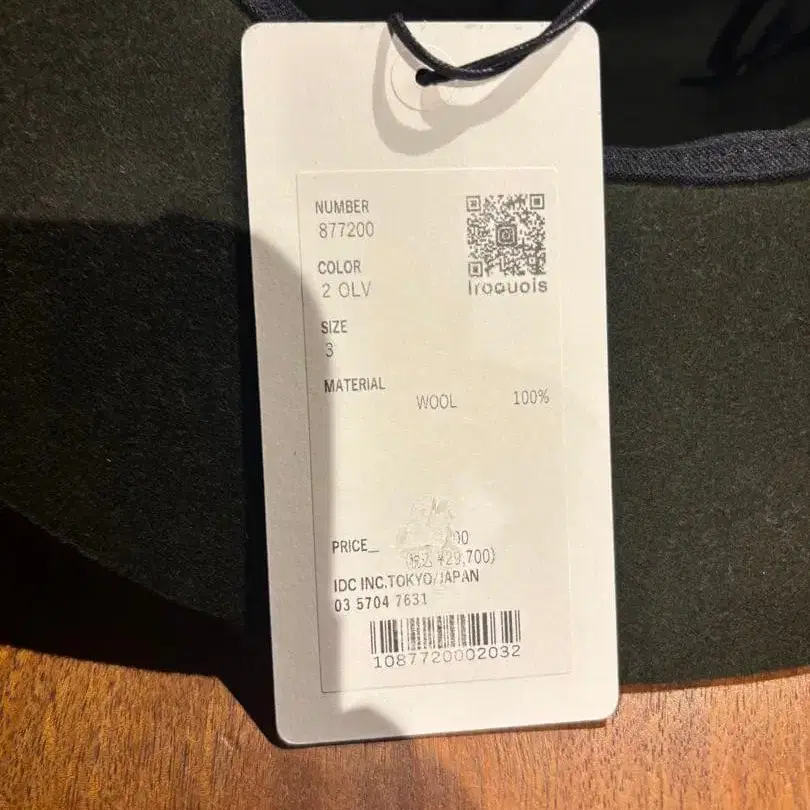 NUMBER
877200
Iroquois
COLOR
2 OLV
SIZE
3
MATERIAL
WOOL 100%
PRICE_ 00
(税込 ¥29,700)
IDC INC.TOKYO/JAPAN
03 5704 7631
1087720002032